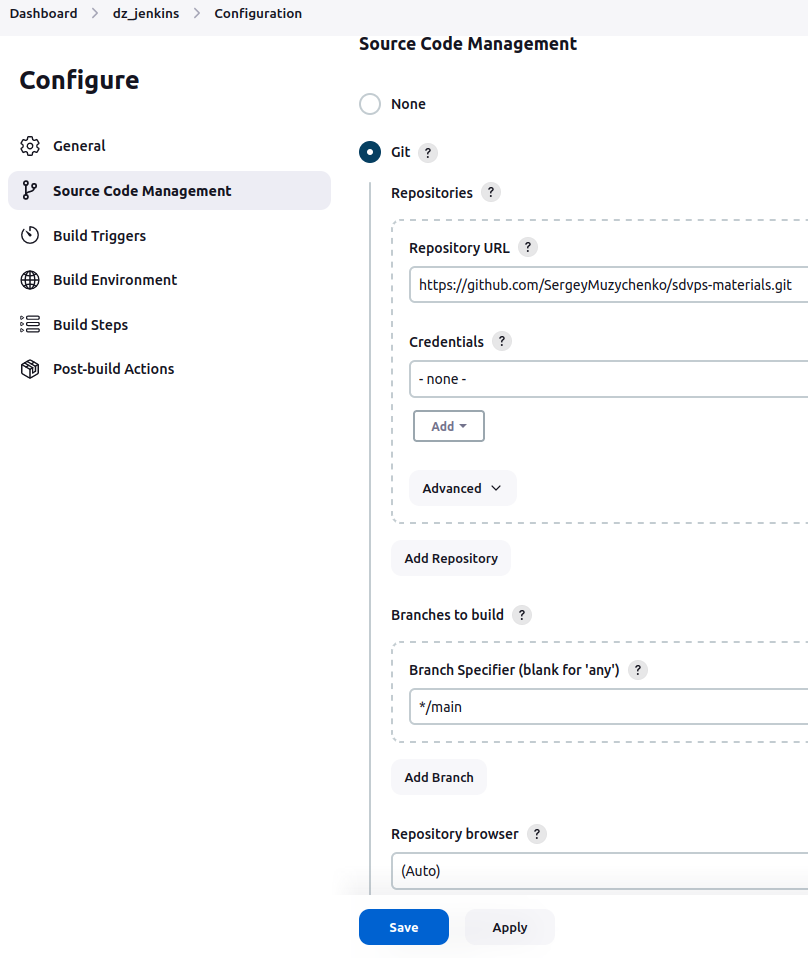 Dashboard > dz_jenkins > Configuration
Configure
General
Source Code Management
Build Triggers
Build Environment
Build Steps
Post-build Actions
Source Code Management
None
Git ?
Repositories ?
Repository URL ?
https://github.com/SergeyMuzychenko/sdvps-materials.git
Credentials ?
- none -
Add
Advanced
Add Repository
Branches to build ?
Branch Specifier (blank for 'any') ?
*/main
Add Branch
Repository browser ?
(Auto)
Save Apply